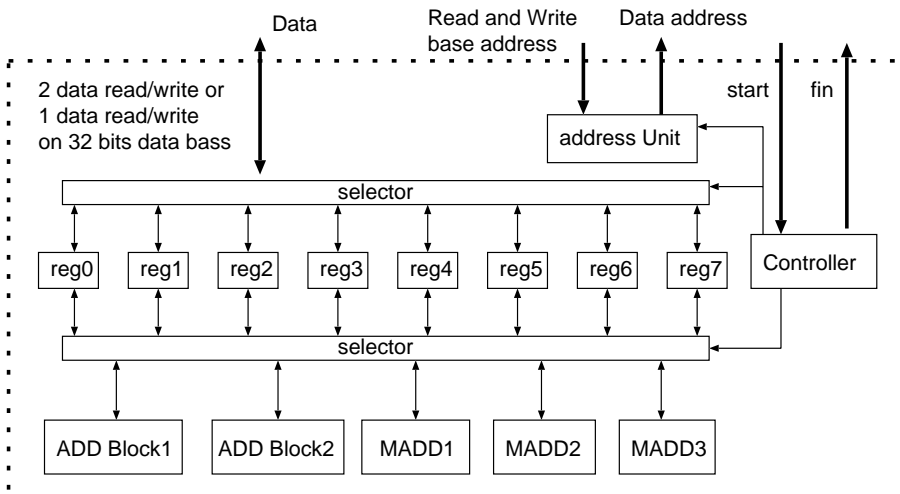 Data
Read and Write
base address
Data address
2 data read/write or
1 data read/write
on 32 bits data bass
start
fin
address Unit
selector
reg0
reg1
reg2
reg3
reg4
reg5
reg6
reg7
Controller
selector
ADD Block1
ADD Block2
MADD1
MADD2
MADD3